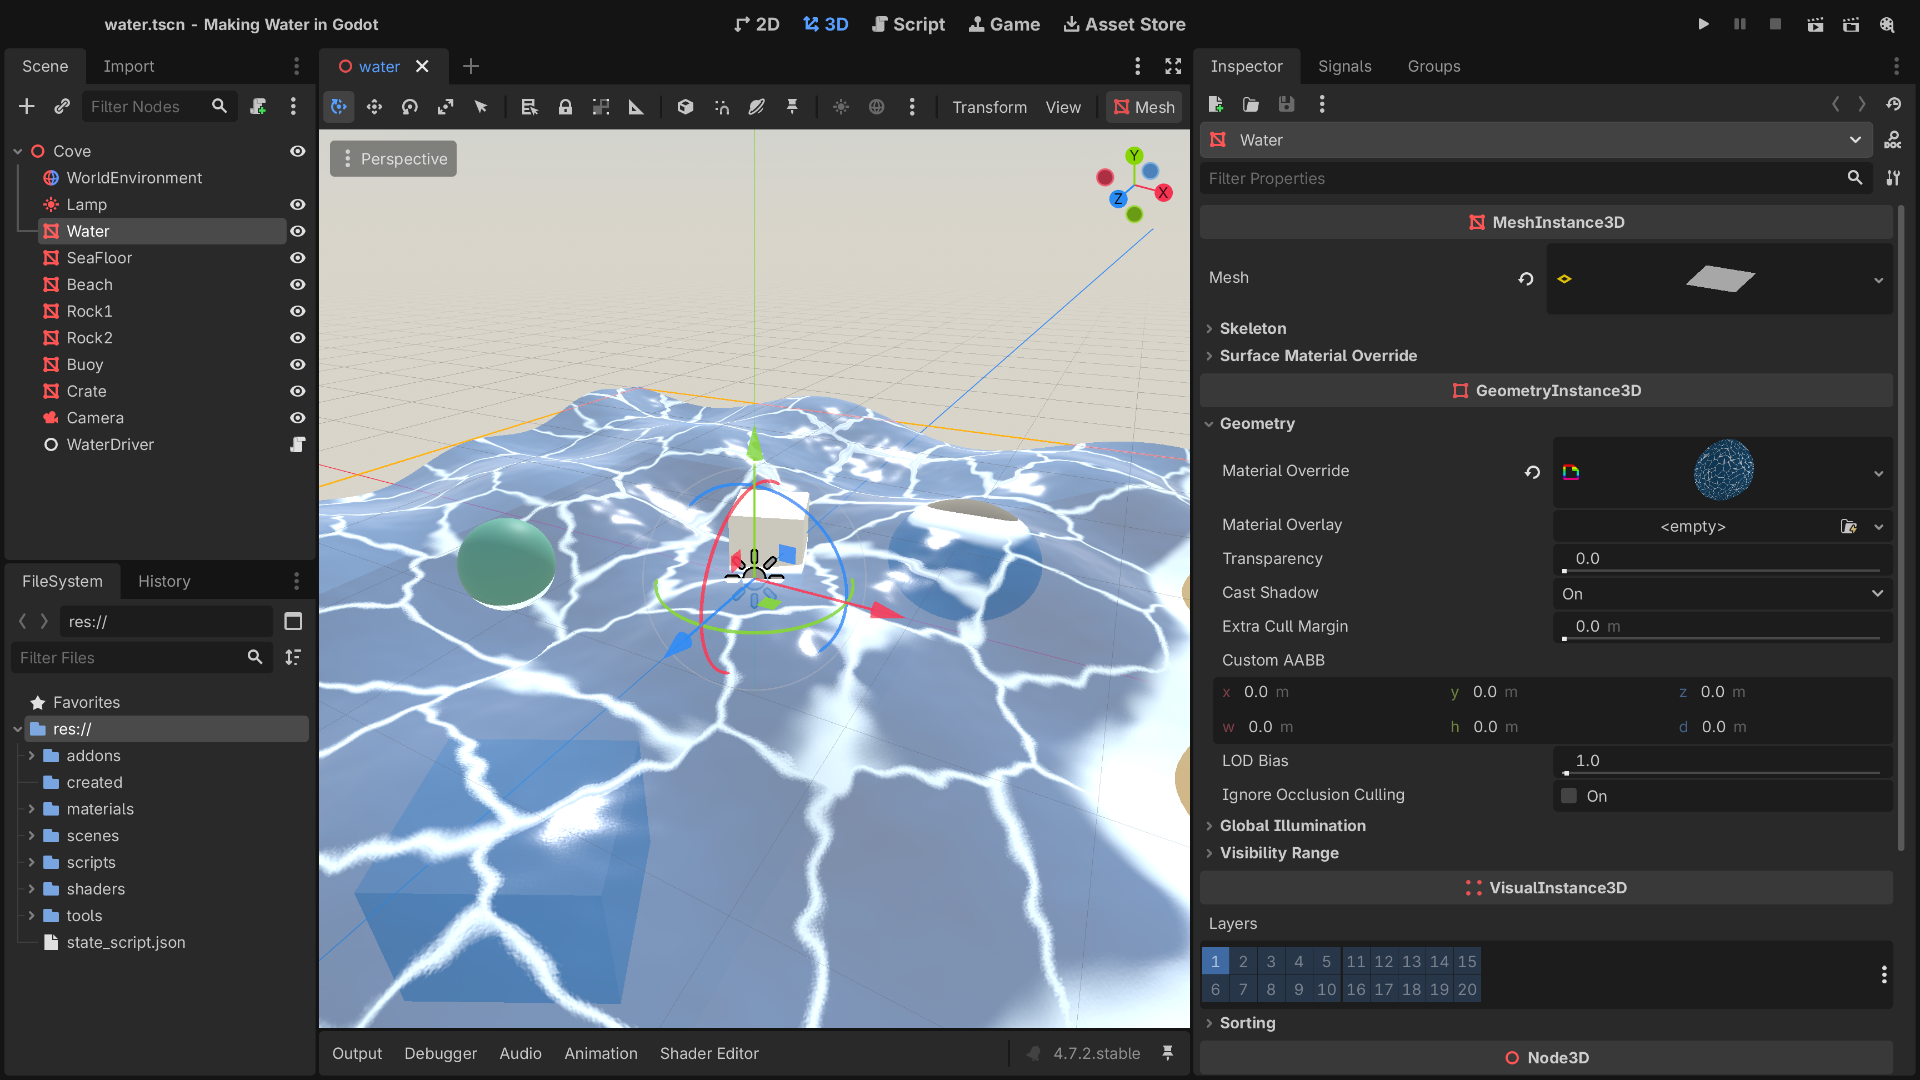 water.tscn - Making Water in Godot
2D 3D Script Game Asset Store
Scene Import
Filter Nodes
Cove
WorldEnvironment
Lamp
Water
SeaFloor
Beach
Rock1
Rock2
Buoy
Crate
Camera
WaterDriver
FileSystem History
res://
Filter Files
Favorites
res://
addons
created
materials
scenes
scripts
shaders
tools
state_script.json
water
Transform View Mesh
Perspective
Y
X
Z
Output Debugger Audio Animation Shader Editor 4.7.2.stable
Inspector Signals Groups
Water
DOC
Filter Properties
MeshInstance3D
Mesh
Skeleton
Surface Material Override
GeometryInstance3D
Geometry
Material Override
Material Overlay <empty>
Transparency 0.0
Cast Shadow On
Extra Cull Margin 0.0 m
Custom AABB
x 0.0 m y 0.0 m z 0.0 m
w 0.0 m h 0.0 m d 0.0 m
LOD Bias 1.0
Ignore Occlusion Culling On
Global Illumination
Visibility Range
VisualInstance3D
Layers
1 2 3 4 5 11 12 13 14 15
6 7 8 9 10 16 17 18 19 20
Sorting
Node3D